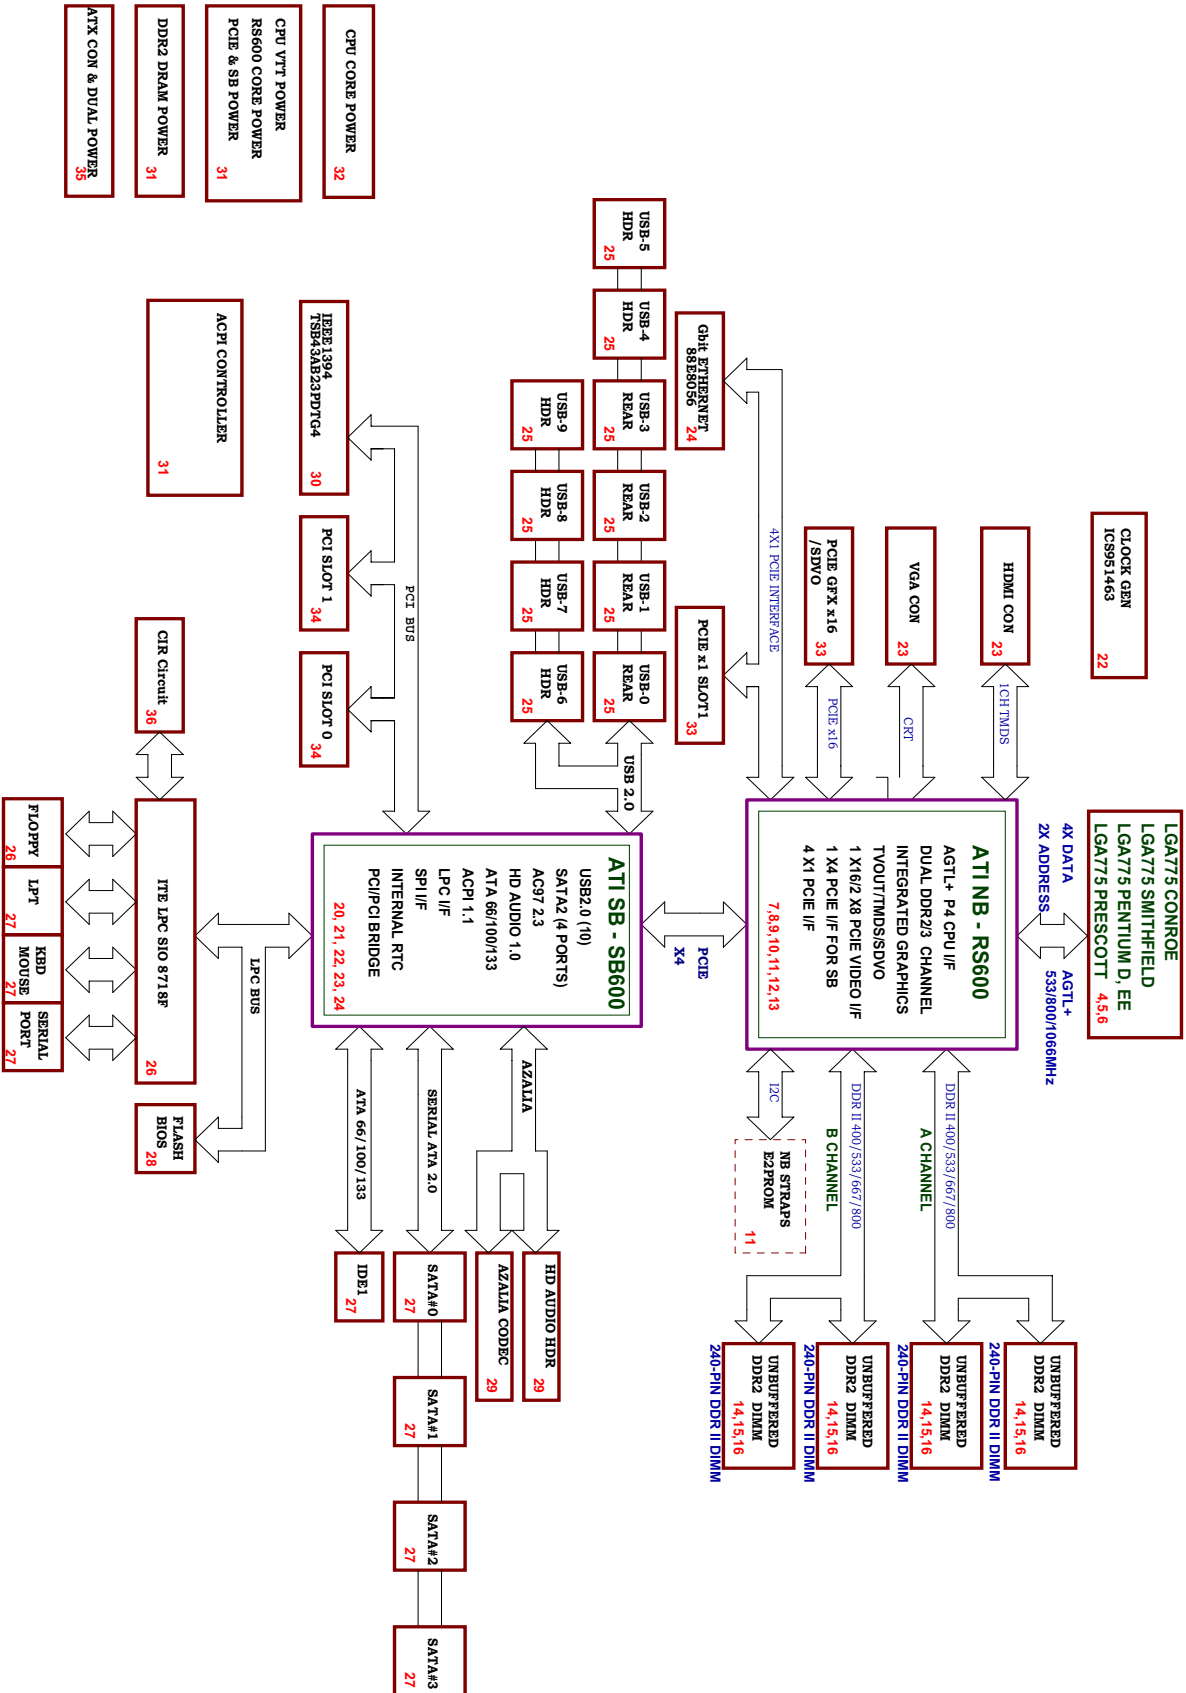 LGA775 CONROE
LGA775 SMITHFIELD
LGA775 PENTIUM D, EE
LGA775 PRESCOTT 4,5,6
CLOCK GEN
ICS951463
22
4X DATA
2X ADDRESS
AGTL+
533/800/1066MHz
HDMI CON
23
1CH TMDS
VGA CON
23
CRT
PCIE GFX x16
/SDVO
33
PCIE x16
4X1 PCIE INTERFACE
ATI NB - RS600
AGTL+ P4 CPU I/F
DUAL DDR2/3 CHANNEL
INTEGRATED GRAPHICS
TVOUT/TMDS/SDVO
1 X16/2 X8 PCIE VIDEO I/F
1 X4 PCIE I/F FOR SB
4 X1 PCIE I/F
7,8,9,10,11,12,13
DDR II 400/533/667/800
A CHANNEL
DDR II 400/533/667/800
B CHANNEL
I2C
NB STRAPS
E2PROM
11
UNBUFFERED
DDR2 DIMM
14,15,16
240-PIN DDR II DIMM
UNBUFFERED
DDR2 DIMM
14,15,16
240-PIN DDR II DIMM
UNBUFFERED
DDR2 DIMM
14,15,16
240-PIN DDR II DIMM
UNBUFFERED
DDR2 DIMM
14,15,16
240-PIN DDR II DIMM
Gbit ETHERNET
88E8056
24
PCIE x1 SLOT1
33
PCIE
X4
USB-5
HDR
25
USB-4
HDR
25
USB-3
REAR
25
USB-2
REAR
25
USB-1
REAR
25
USB-0
REAR
25
USB 2.0
USB-9
HDR
25
USB-8
HDR
25
USB-7
HDR
25
USB-6
HDR
25
ATI SB - SB600
USB2.0 (10)
SATA2 (4 PORTS)
AC97 2.3
HD AUDIO 1.0
ATA 66/100/133
ACPI 1.1
LPC I/F
SPI I/F
INTERNAL RTC
PCI/PCI BRIDGE
20, 21, 22, 23, 24
AZALIA
HD AUDIO HDR
29
AZALIA CODEC
29
SERIAL ATA 2.0
SATA#0
27
SATA#1
27
SATA#2
27
SATA#3
27
ATA 66/100/133
IDE1
27
PCI BUS
IEEE1394
TSB43AB23PDTG4
30
PCI SLOT 1
34
PCI SLOT 0
34
CPU CORE POWER
32
CPU VTT POWER
RS600 CORE POWER
PCIE & SB POWER
31
DDR2 DRAM POWER
31
ATX CON & DUAL POWER
35
ACPI CONTROLLER
31
LPC BUS
CIR Circuit
36
ITE LPC SIO 8718F
26
FLASH
BIOS
28
FLOPPY
26
LPT
27
KBD
MOUSE
27
SERIAL
PORT
27